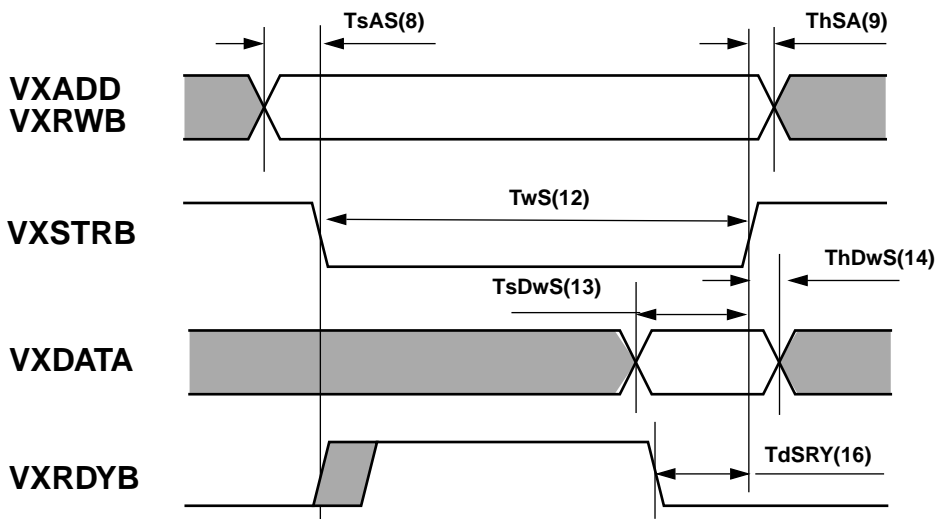 TsAS(8)
ThSA(9)
VXADD
VXRWB
TwS(12)
VXSTRB
ThDwS(14)
TsDwS(13)
VXDATA
TdSRY(16)
VXRDYB